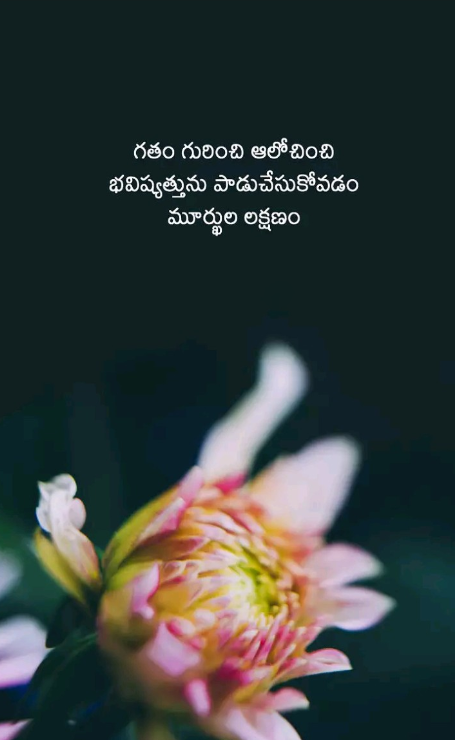 గతం గురించి ఆలోచించి
భవిష్యత్తును పాడుచేసుకోవడం
మూర్ఖుల లక్షణం